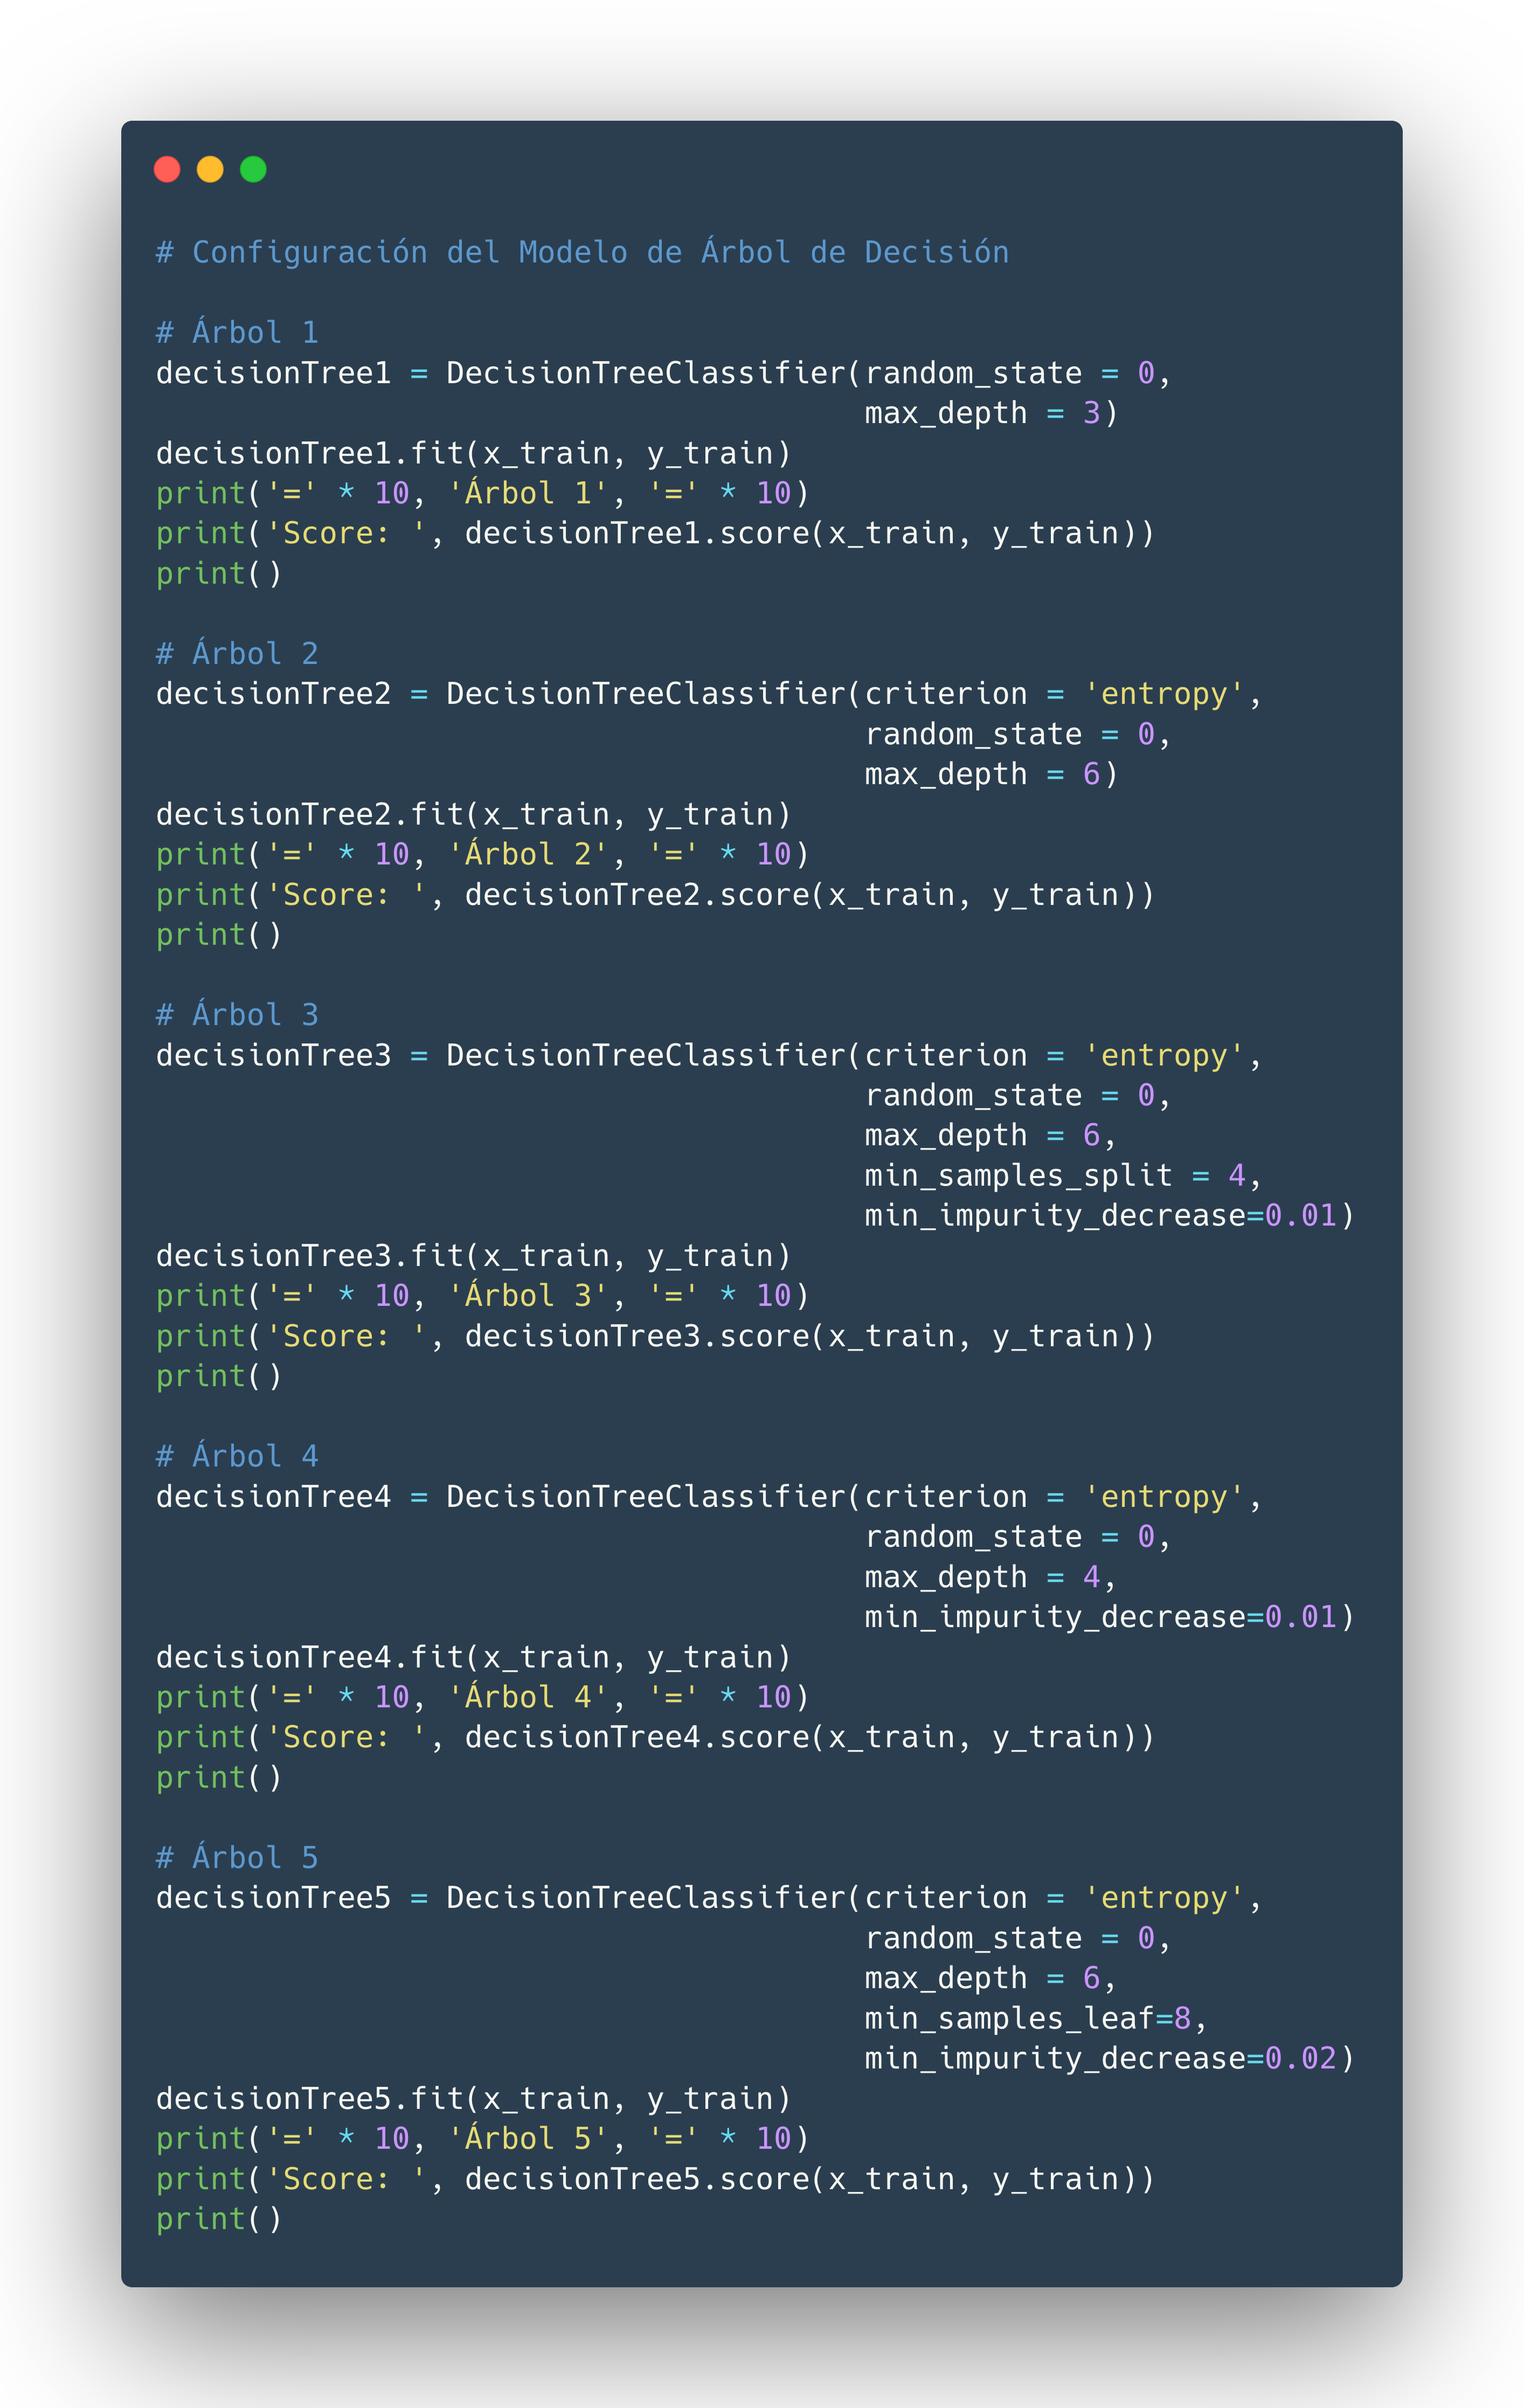 # Configuración del Modelo de Árbol de Decisión

# Árbol 1
decisionTree1 = DecisionTreeClassifier(random_state = 0,
                                       max_depth = 3)
decisionTree1.fit(x_train, y_train)
print('=' * 10, 'Árbol 1', '=' * 10)
print('Score: ', decisionTree1.score(x_train, y_train))
print()

# Árbol 2
decisionTree2 = DecisionTreeClassifier(criterion = 'entropy',
                                       random_state = 0,
                                       max_depth = 6)
decisionTree2.fit(x_train, y_train)
print('=' * 10, 'Árbol 2', '=' * 10)
print('Score: ', decisionTree2.score(x_train, y_train))
print()

# Árbol 3
decisionTree3 = DecisionTreeClassifier(criterion = 'entropy',
                                       random_state = 0,
                                       max_depth = 6,
                                       min_samples_split = 4,
                                       min_impurity_decrease=0.01)
decisionTree3.fit(x_train, y_train)
print('=' * 10, 'Árbol 3', '=' * 10)
print('Score: ', decisionTree3.score(x_train, y_train))
print()

# Árbol 4
decisionTree4 = DecisionTreeClassifier(criterion = 'entropy',
                                       random_state = 0,
                                       max_depth = 4,
                                       min_impurity_decrease=0.01)
decisionTree4.fit(x_train, y_train)
print('=' * 10, 'Árbol 4', '=' * 10)
print('Score: ', decisionTree4.score(x_train, y_train))
print()

# Árbol 5
decisionTree5 = DecisionTreeClassifier(criterion = 'entropy',
                                       random_state = 0,
                                       max_depth = 6,
                                       min_samples_leaf=8,
                                       min_impurity_decrease=0.02)
decisionTree5.fit(x_train, y_train)
print('=' * 10, 'Árbol 5', '=' * 10)
print('Score: ', decisionTree5.score(x_train, y_train))
print()